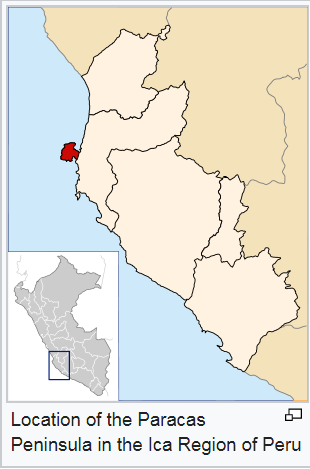 Location of the Paracas
Peninsula in the Ica Region of Peru